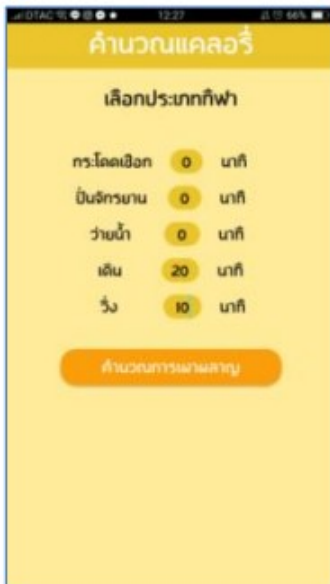 DTAC 12:27 66%
คำนวณแคลอรี่
เลือกประเภทกีฬา
กระโดดเชือก 0 นาที
ปั่นจักรยาน 0 นาที
ว่ายน้ำ 0 นาที
เดิน 20 นาที
วิ่ง 10 นาที
คำนวณการเผาผลาญ